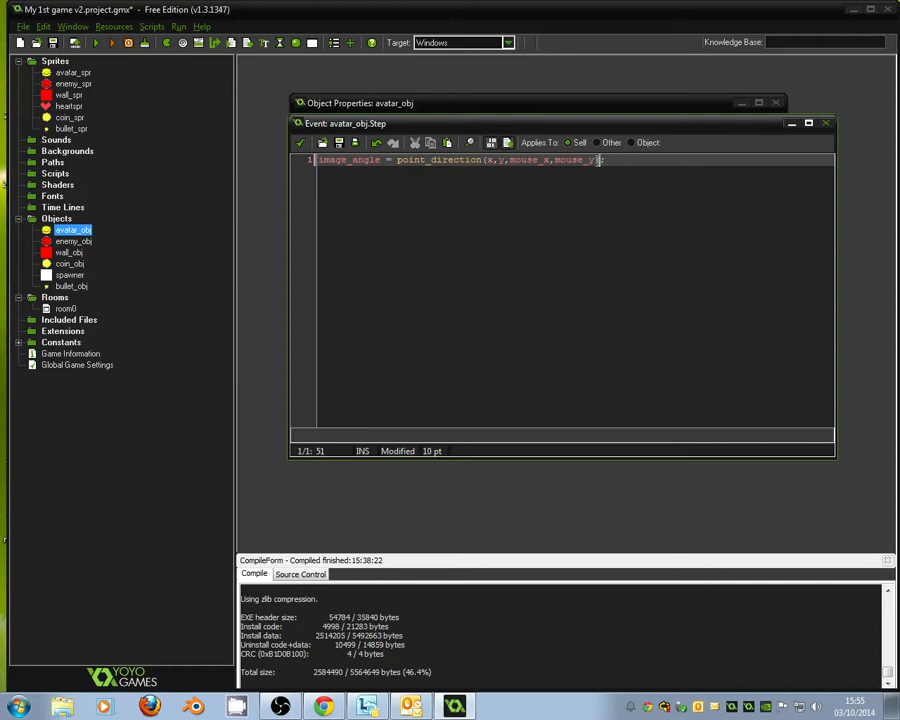 My 1st game v2.project.gmx* - Free Edition (v1.3.1347)
File Edit Window Resources Scripts Run Help
Target: Windows
Knowledge Base:
Sprites
avatar_spr
enemy_spr
wall_spr
heartspr
coin_spr
bullet_spr
Sounds
Backgrounds
Paths
Scripts
Shaders
Fonts
Time Lines
Objects
avatar_obj
enemy_obj
wall_obj
coin_obj
spawner
bullet_obj
Rooms
room0
Included Files
Extensions
Constants
Game Information
Global Game Settings
YOYO
GAMES
Object Properties: avatar_obj
Event: avatar_obj.Step
Applies To: Self Other Object:
1 image_angle = point_direction(x,y,mouse_x,mouse_y);
1/1: 51 INS Modified 10 pt
CompileForm - Compiled finished:15:38:22
Compile Source Control
Using zlib compression.
EXE header size: 54784 / 35840 bytes
Install code: 4998 / 21283 bytes
Install data: 2514205 / 5492663 bytes
Uninstall code+data: 10499 / 14859 bytes
CRC (0xB1D0B100): 4 / 4 bytes
Total size: 2584490 / 5564649 bytes (46.4%)
15:55
03/10/2014